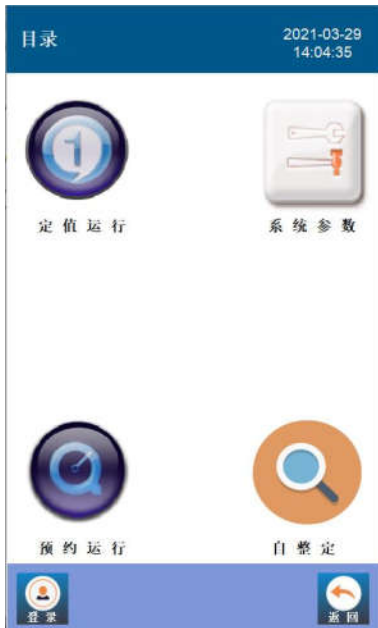 目录
2021-03-29
14:04:35
定值运行
系统参数
预约运行
自整定
登录
返回